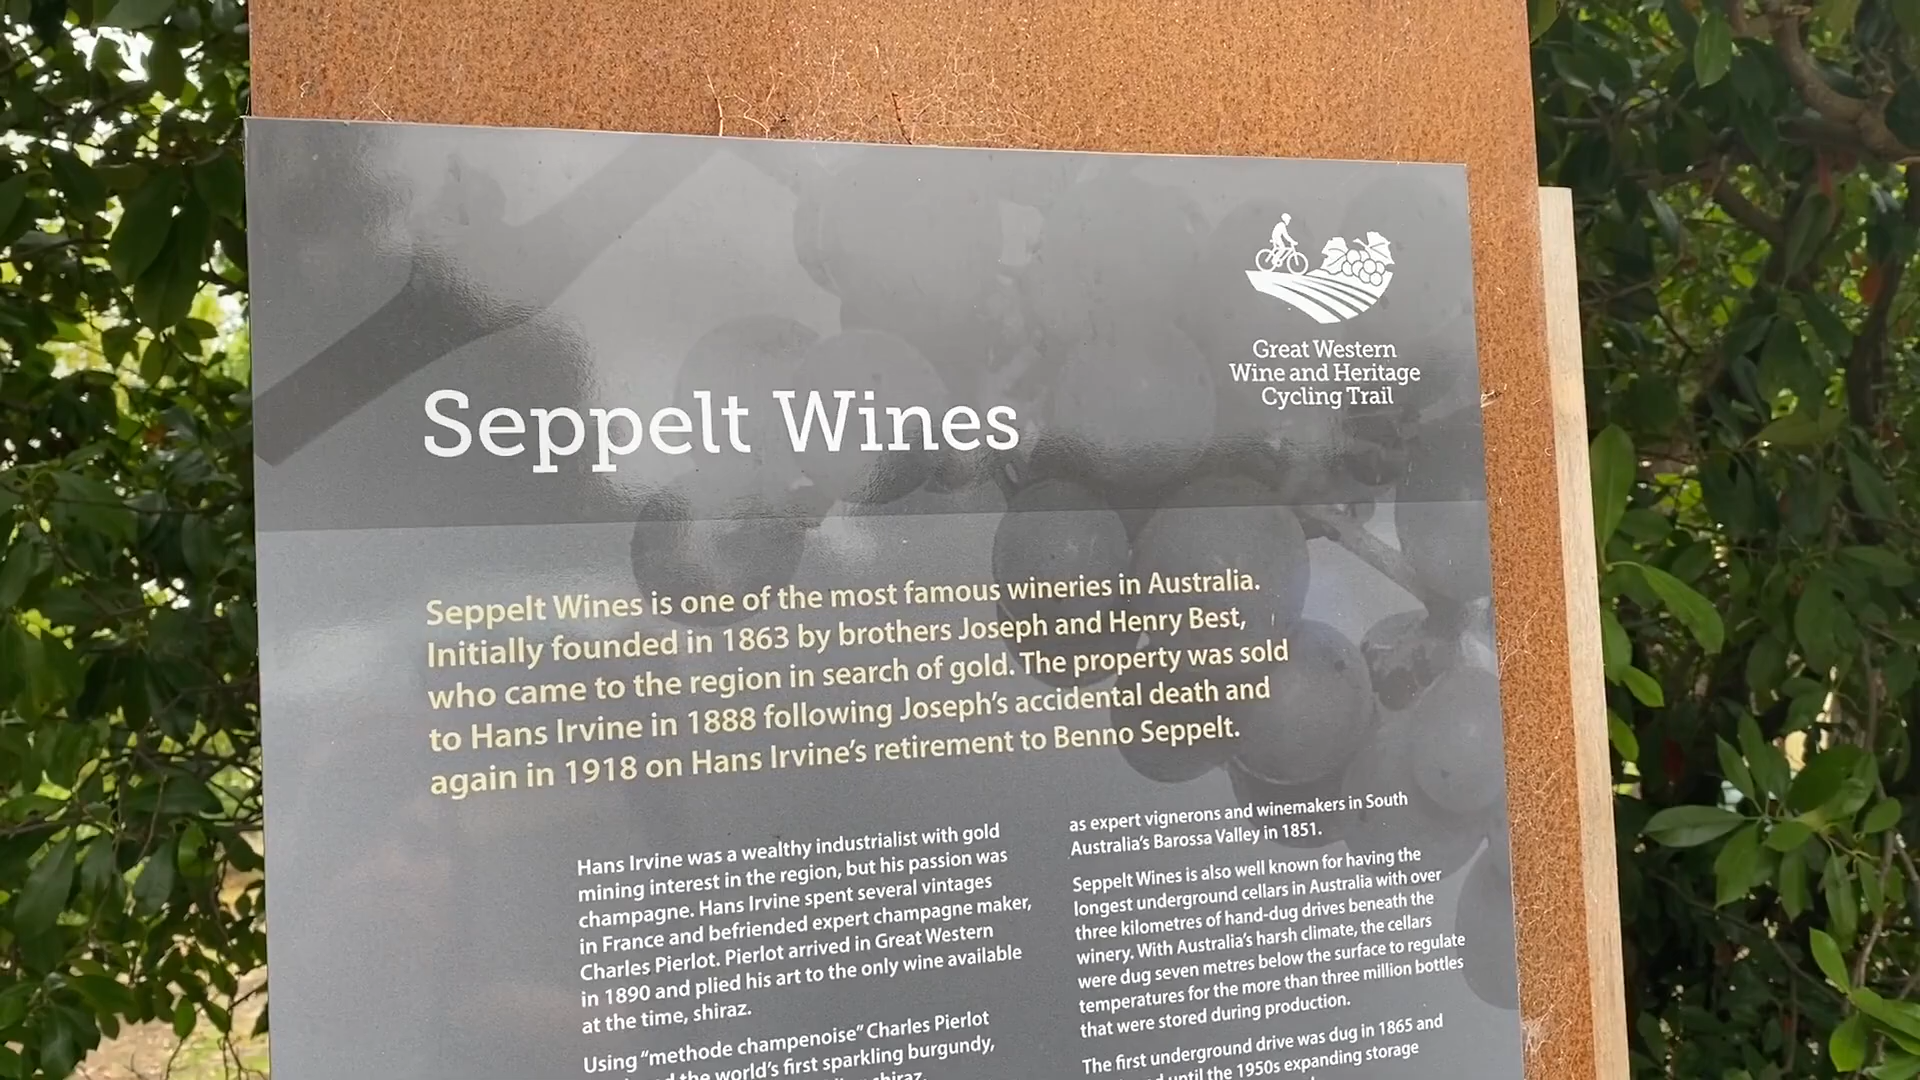 Great Western
Wine and Heritage
Cycling Trail
Seppelt Wines
Seppelt Wines is one of the most famous wineries in Australia.
Initially founded in 1863 by brothers Joseph and Henry Best,
who came to the region in search of gold. The property was sold
to Hans Irvine in 1888 following Joseph's accidental death and
again in 1918 on Hans Irvine's retirement to Benno Seppelt.
Hans Irvine was a wealthy industrialist with gold
mining interest in the region, but his passion was
champagne. Hans Irvine spent several vintages
in France and befriended expert champagne maker,
Charles Pierlot. Pierlot arrived in Great Western
in 1890 and plied his art to the only wine available
at the time, shiraz.
Using "methode champenoise" Charles Pierlot
the world's first sparkling burgundy,
shiraz.
as expert vignerons and winemakers in South
Australia's Barossa Valley in 1851.
Seppelt Wines is also well known for having the
longest underground cellars in Australia with over
three kilometres of hand-dug drives beneath the
winery. With Australia's harsh climate, the cellars
were dug seven metres below the surface to regulate
temperatures for the more than three million bottles
that were stored during production.
The first underground drive was dug in 1865 and
until the 1950s expanding storage